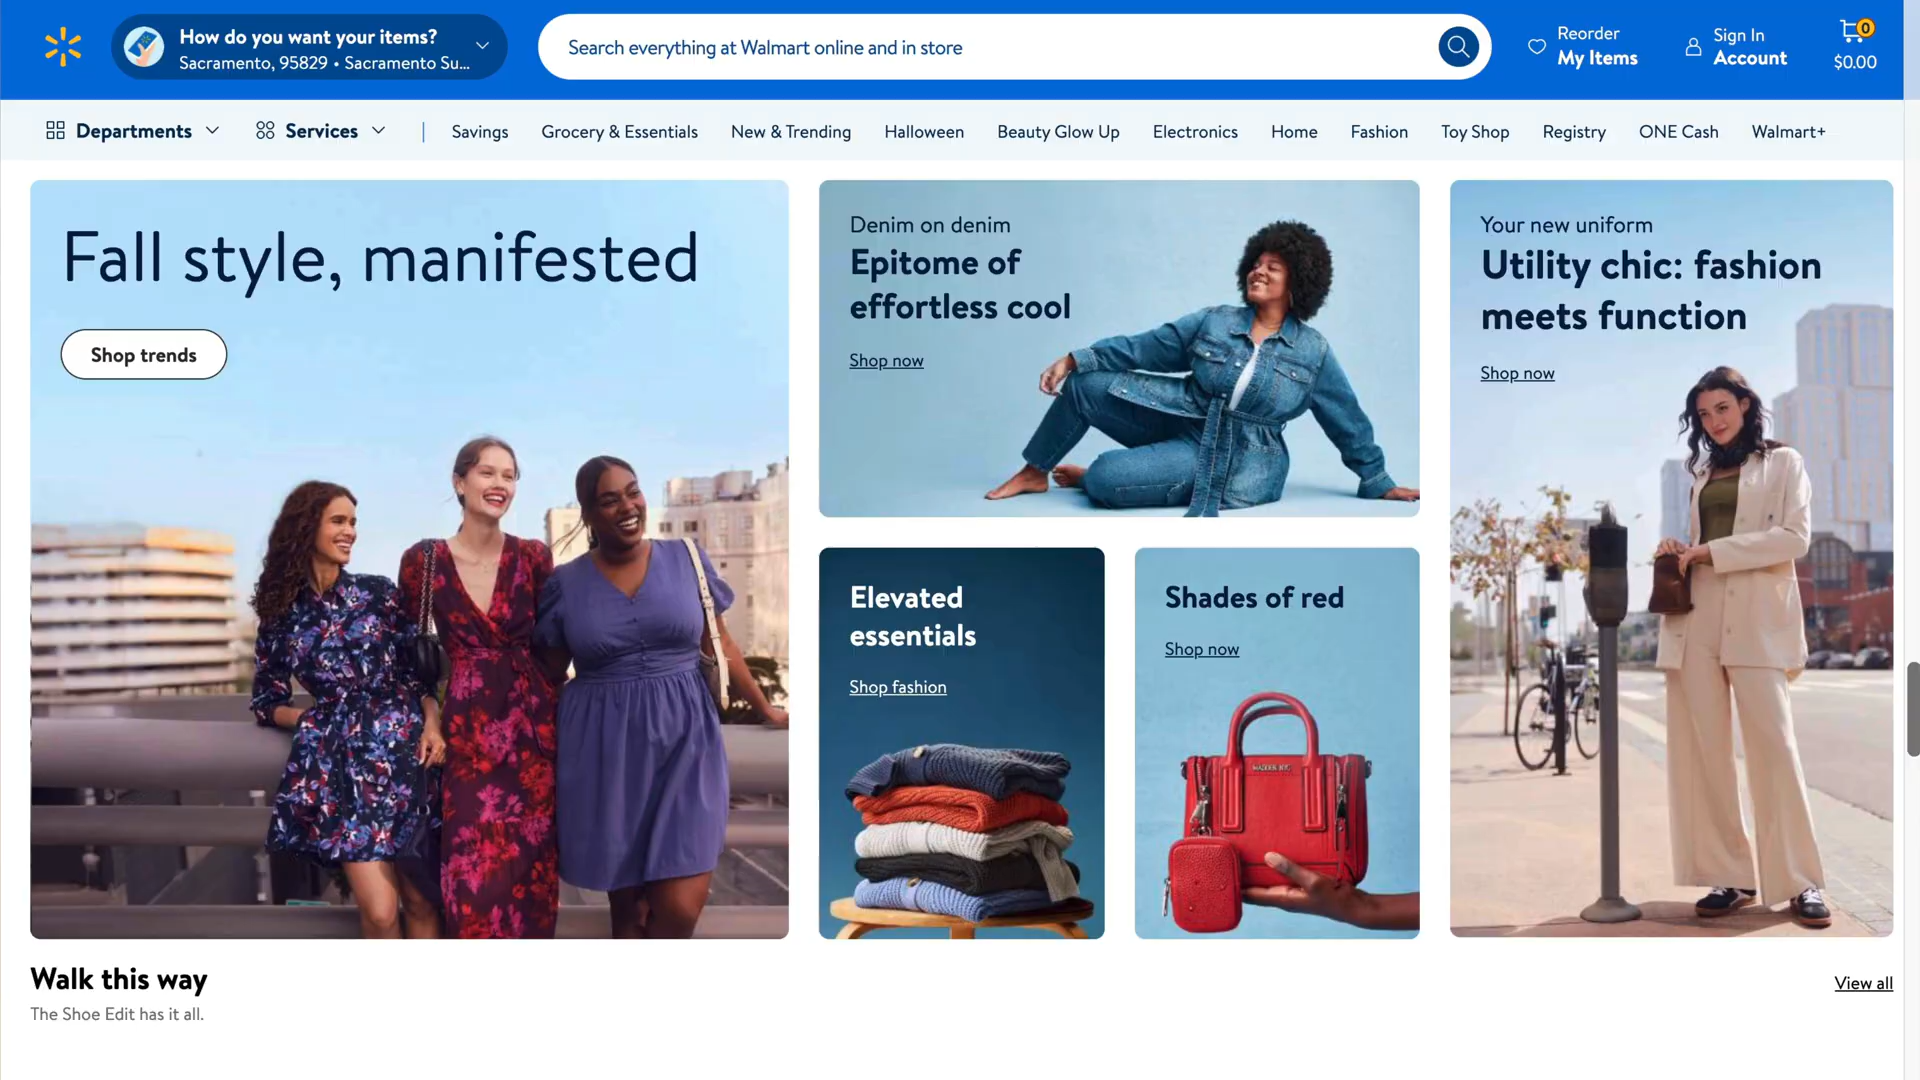 How do you want your items?
Sacramento, 95829 • Sacramento Su...
Search everything at Walmart online and in store
Reorder
My Items
Sign In
Account
0
$0.00
Departments
Services
Savings
Grocery & Essentials
New & Trending
Halloween
Beauty Glow Up
Electronics
Home
Fashion
Toy Shop
Registry
ONE Cash
Walmart+
Fall style, manifested
Shop trends
Denim on denim
Epitome of
effortless cool
Shop now
Your new uniform
Utility chic: fashion
meets function
Shop now
Elevated
essentials
Shop fashion
Shades of red
Shop now
MADDEN NYC
Walk this way
The Shoe Edit has it all.
View all